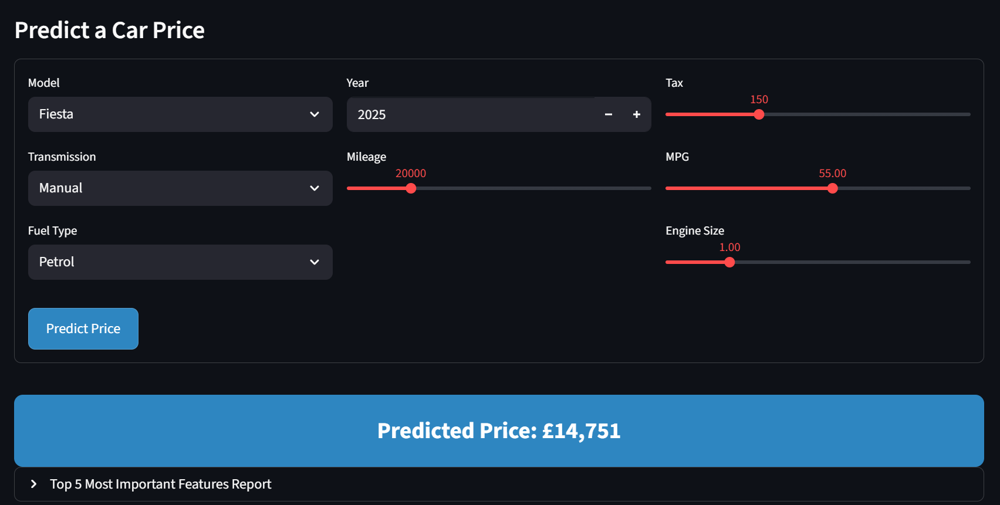 Predict a Car Price
Model
Fiesta
Year
2025
Tax
150
Transmission
Manual
Mileage
20000
MPG
55.00
Fuel Type
Petrol
Engine Size
1.00
Predict Price
Predicted Price: £14,751
Top 5 Most Important Features Report